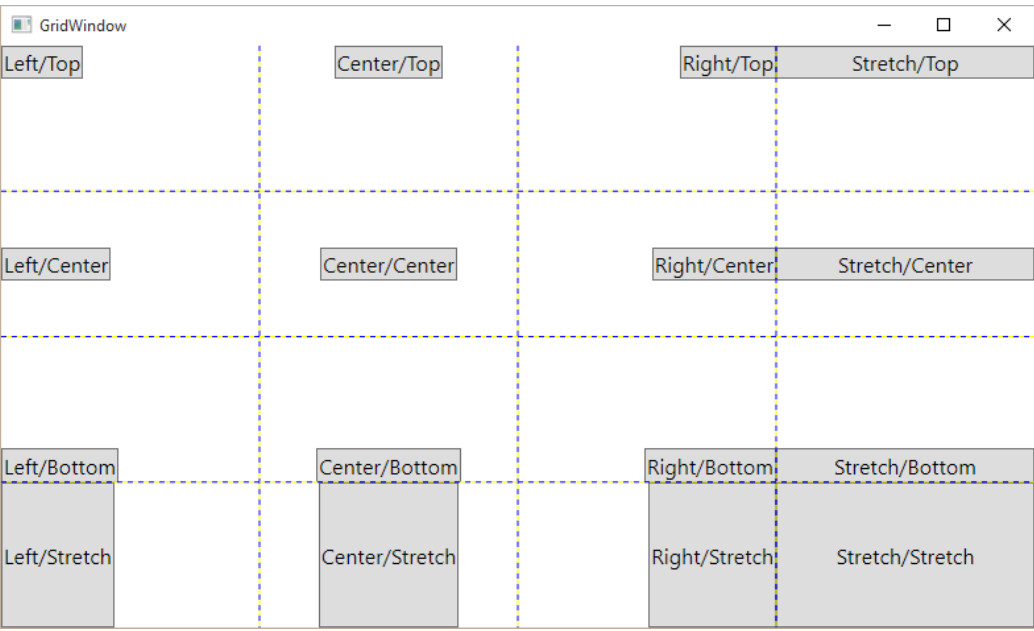 GridWindow
Left/Top Center/Top Right/Top Stretch/Top
Left/Center Center/Center Right/Center Stretch/Center
Left/Bottom Center/Bottom Right/Bottom Stretch/Bottom
Left/Stretch Center/Stretch Right/Stretch Stretch/Stretch